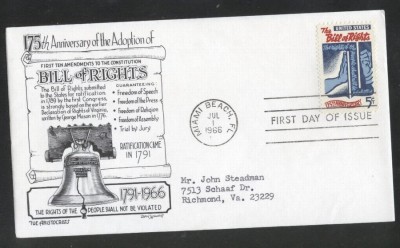 175th Anniversary of the Adoption of
FIRST TEN AMENDMENTS TO THE CONSTITUTION
BILL of RIGHTS
The Bill of Rights submitted
to the States for ratification
in 1789 by the first Congress,
is strongly based on the earlier
Declaration of Rights of Virginia,
written by George Mason in 1776.
GUARANTEEING
Freedom of Speech
Freedom of the Press
Freedom of Religion
Freedom of Assembly
Trial by Jury
RATIFICATION CAME
IN 1791
1791-1966
THE RIGHTS OF THE PEOPLE SHALL NOT BE VIOLATED
"THE ARISTOCRATS"
MIAMI BEACH, FL
JUL
1
1966
UNITED STATES
The
Bill of Rights
5¢
FIRST DAY OF ISSUE
Mr. John Steadman
7513 Schaaf Dr.
Richmond, Va. 23229